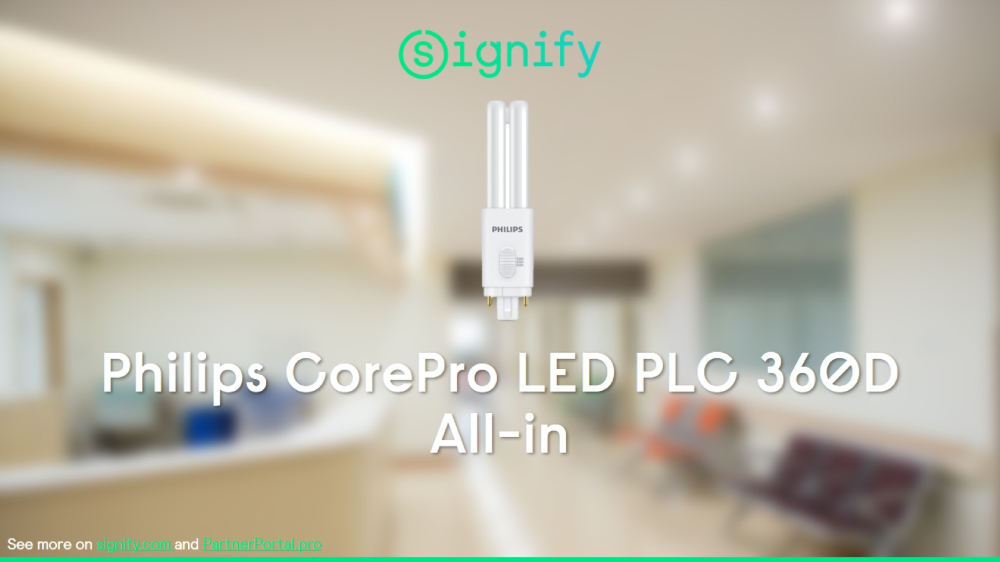 signify
PHILIPS
Philips CorePro LED PLC 360D
All-in
See more on signify.com and PartnerPortal.pro